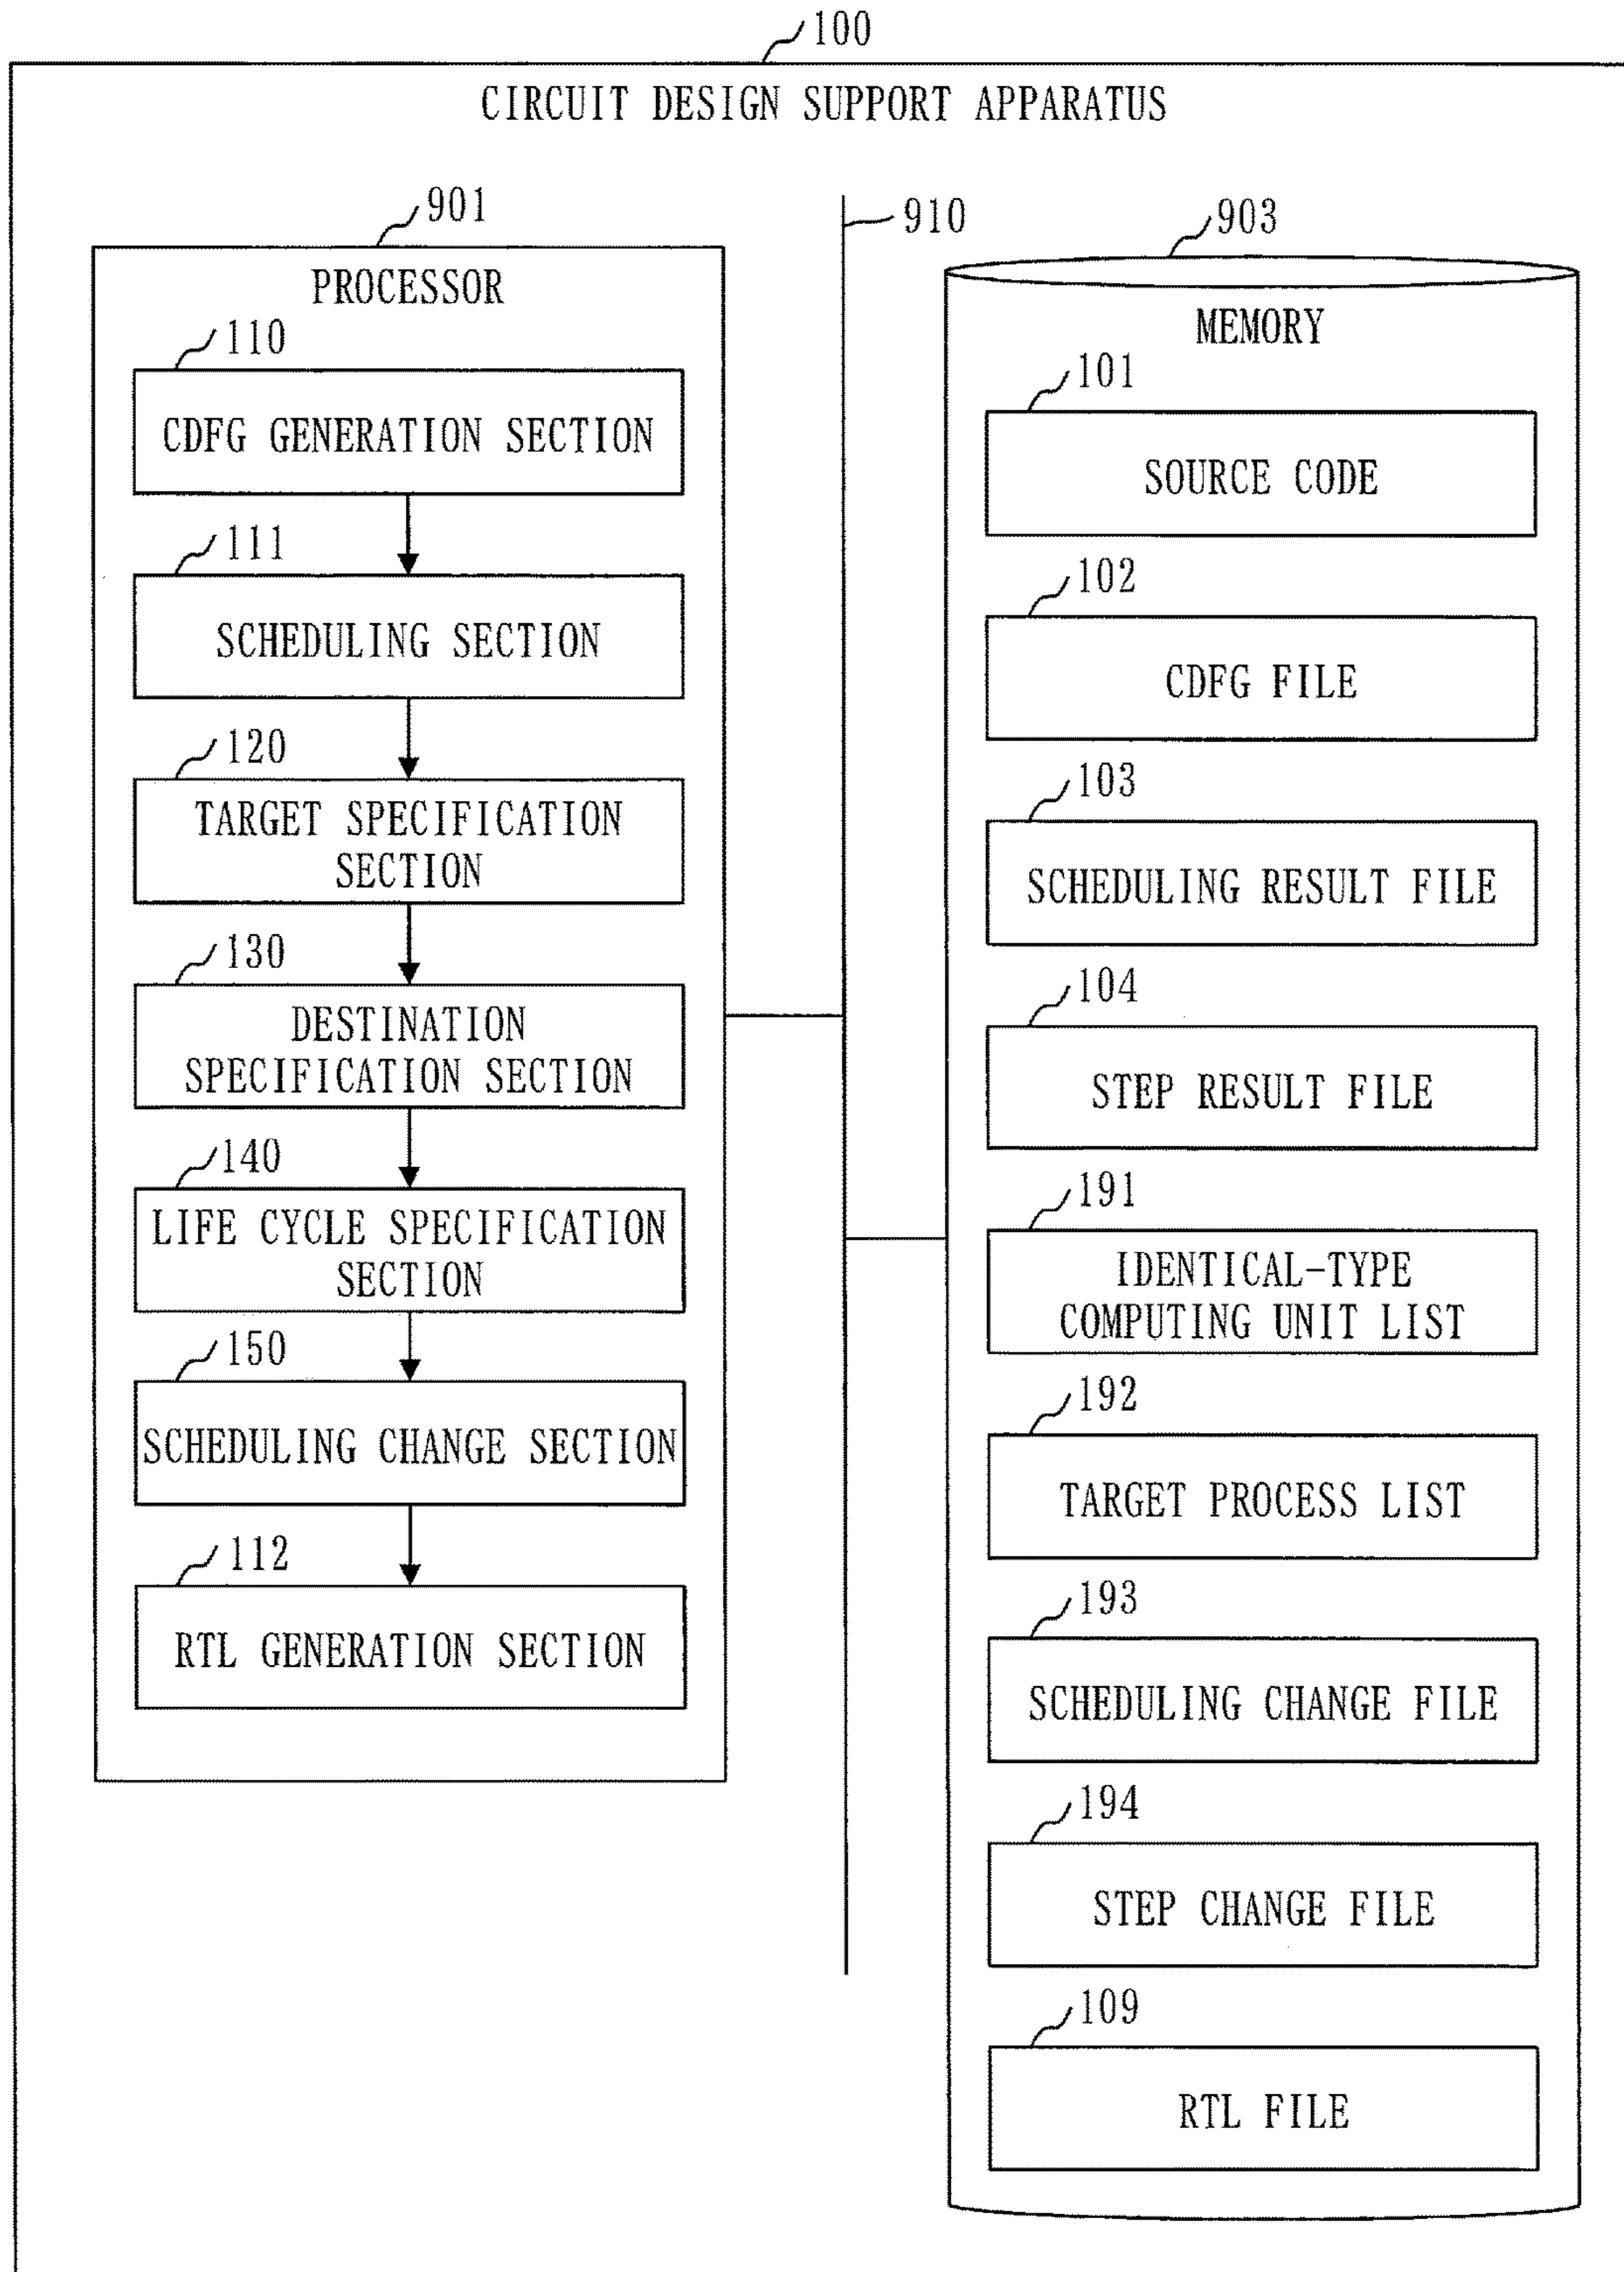 100
CIRCUIT DESIGN SUPPORT APPARATUS
901
PROCESSOR
110
CDFG GENERATION SECTION
111
SCHEDULING SECTION
120
TARGET SPECIFICATION
SECTION
130
DESTINATION
SPECIFICATION SECTION
140
LIFE CYCLE SPECIFICATION
SECTION
150
SCHEDULING CHANGE SECTION
112
RTL GENERATION SECTION
910
903
MEMORY
101
SOURCE CODE
102
CDFG FILE
103
SCHEDULING RESULT FILE
104
STEP RESULT FILE
191
IDENTICAL-TYPE
COMPUTING UNIT LIST
192
TARGET PROCESS LIST
193
SCHEDULING CHANGE FILE
194
STEP CHANGE FILE
109
RTL FILE